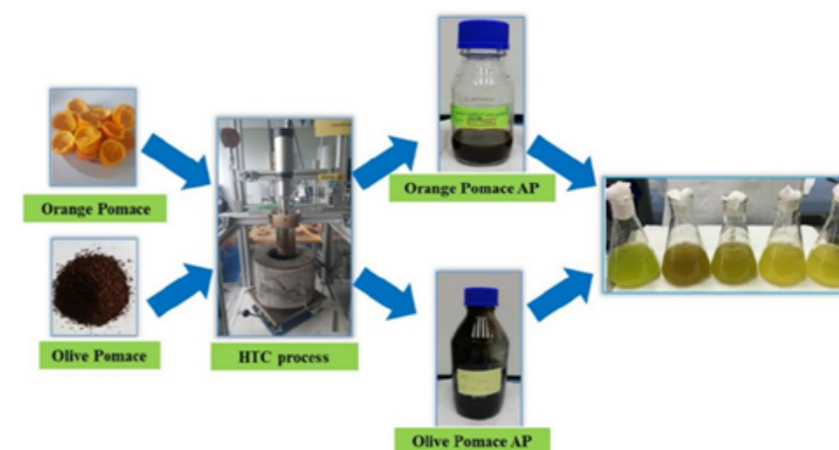 Orange Pomace
Olive Pomace
HTC process
Orange Pomace AP
Olive Pomace AP